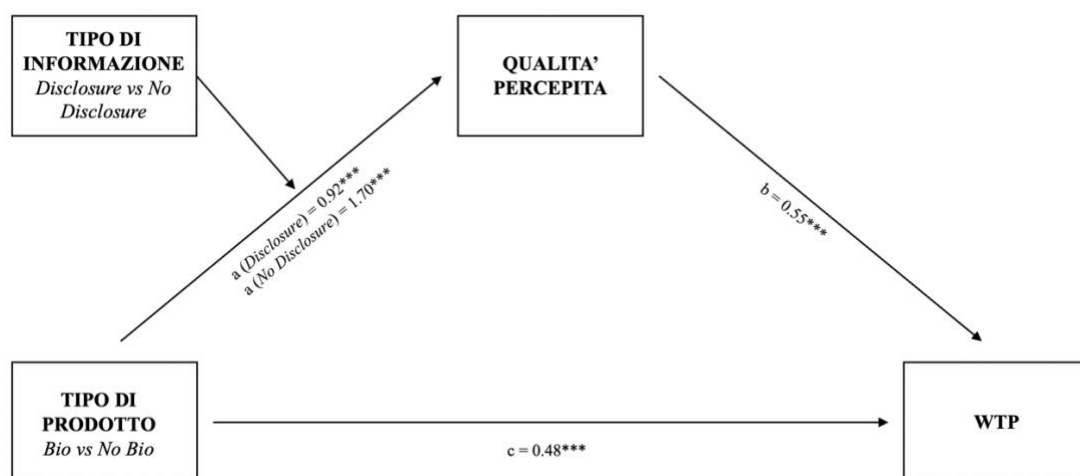 TIPO DI
INFORMAZIONE
Disclosure vs No
Disclosure
QUALITA’
PERCEPITA
a (Disclosure) = 0.92***
a (No Disclosure) = 1.70***
b = 0.55***
TIPO DI
PRODOTTO
Bio vs No Bio
c = 0.48***
WTP